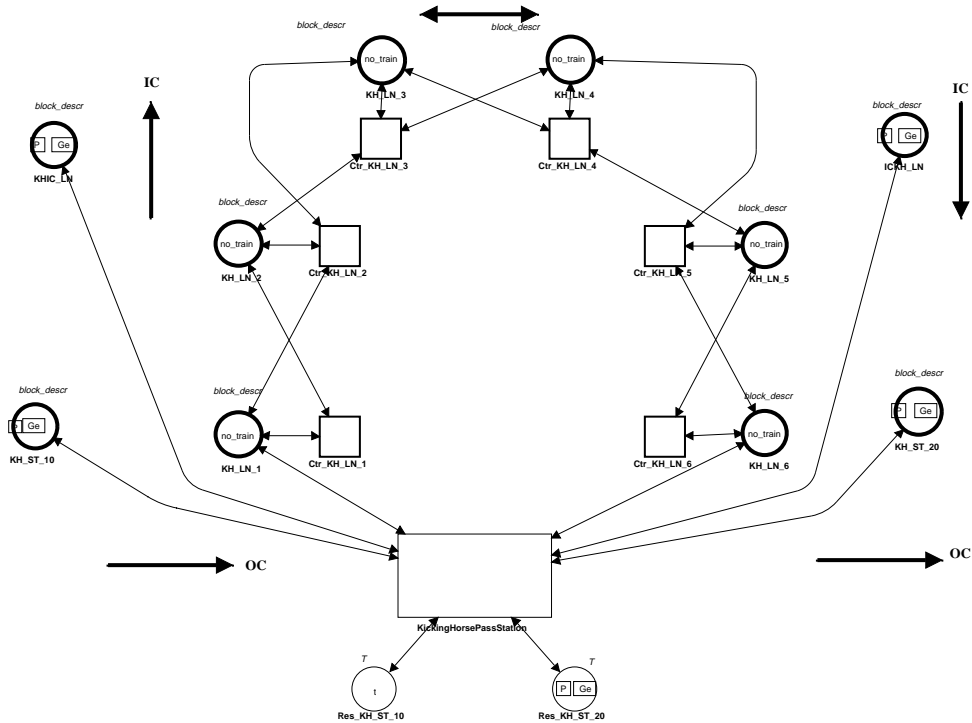 block_descr
block_descr
no_train
no_train
KH_LN_3
KH_LN_4
IC
IC
block_descr
block_descr
P Ge
P Ge
KHIC_LN
ICKH_LN
Ctr_KH_LN_3
Ctr_KH_LN_4
block_descr
block_descr
no_train
no_train
KH_LN_2
Ctr_KH_LN_2
Ctr_KH_LN_5
KH_LN_5
block_descr
block_descr
block_descr
block_descr
P Ge
P Ge
KH_ST_10
KH_ST_20
no_train
no_train
KH_LN_1
Ctr_KH_LN_1
Ctr_KH_LN_6
KH_LN_6
OC
OC
KickingHorsePassStation
T
T
t
P Ge
Res_KH_ST_10
Res_KH_ST_20